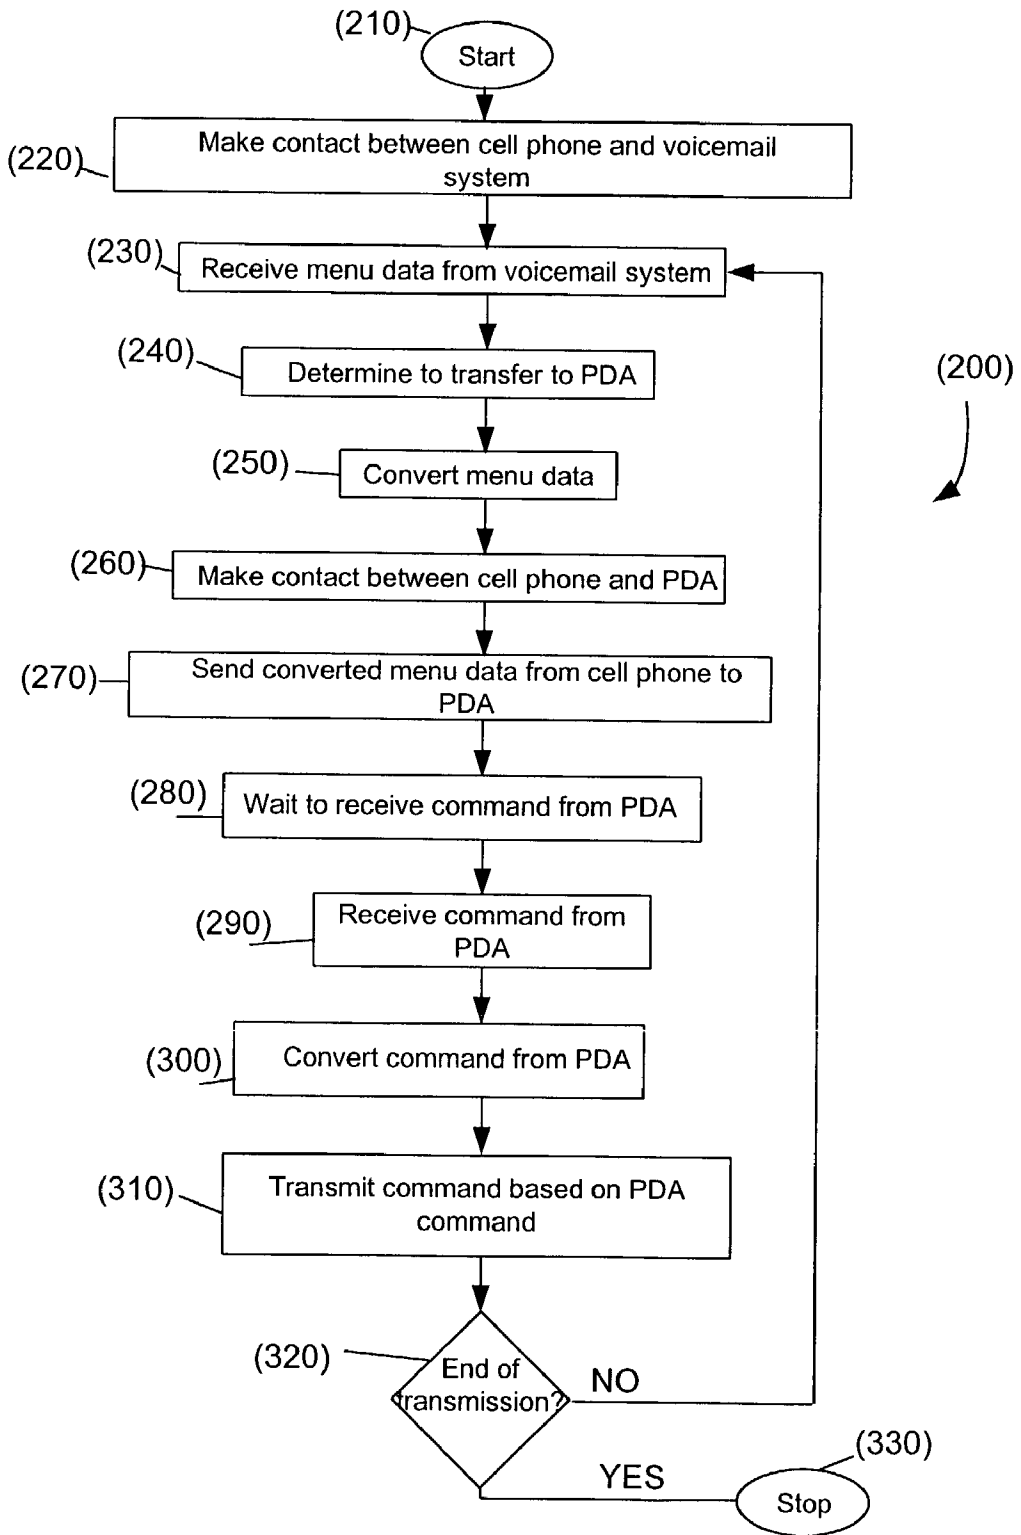 (210)
Start
(220)
Make contact between cell phone and voicemail
system
(230)
Receive menu data from voicemail system
(240)
Determine to transfer to PDA
(200)
(250)
Convert menu data
(260)
Make contact between cell phone and PDA
(270)
Send converted menu data from cell phone to
PDA
(280)
Wait to receive command from PDA
(290)
Receive command from
PDA
(300)
Convert command from PDA
(310)
Transmit command based on PDA
command
(320)
End of
transmission?
NO
YES
(330)
Stop